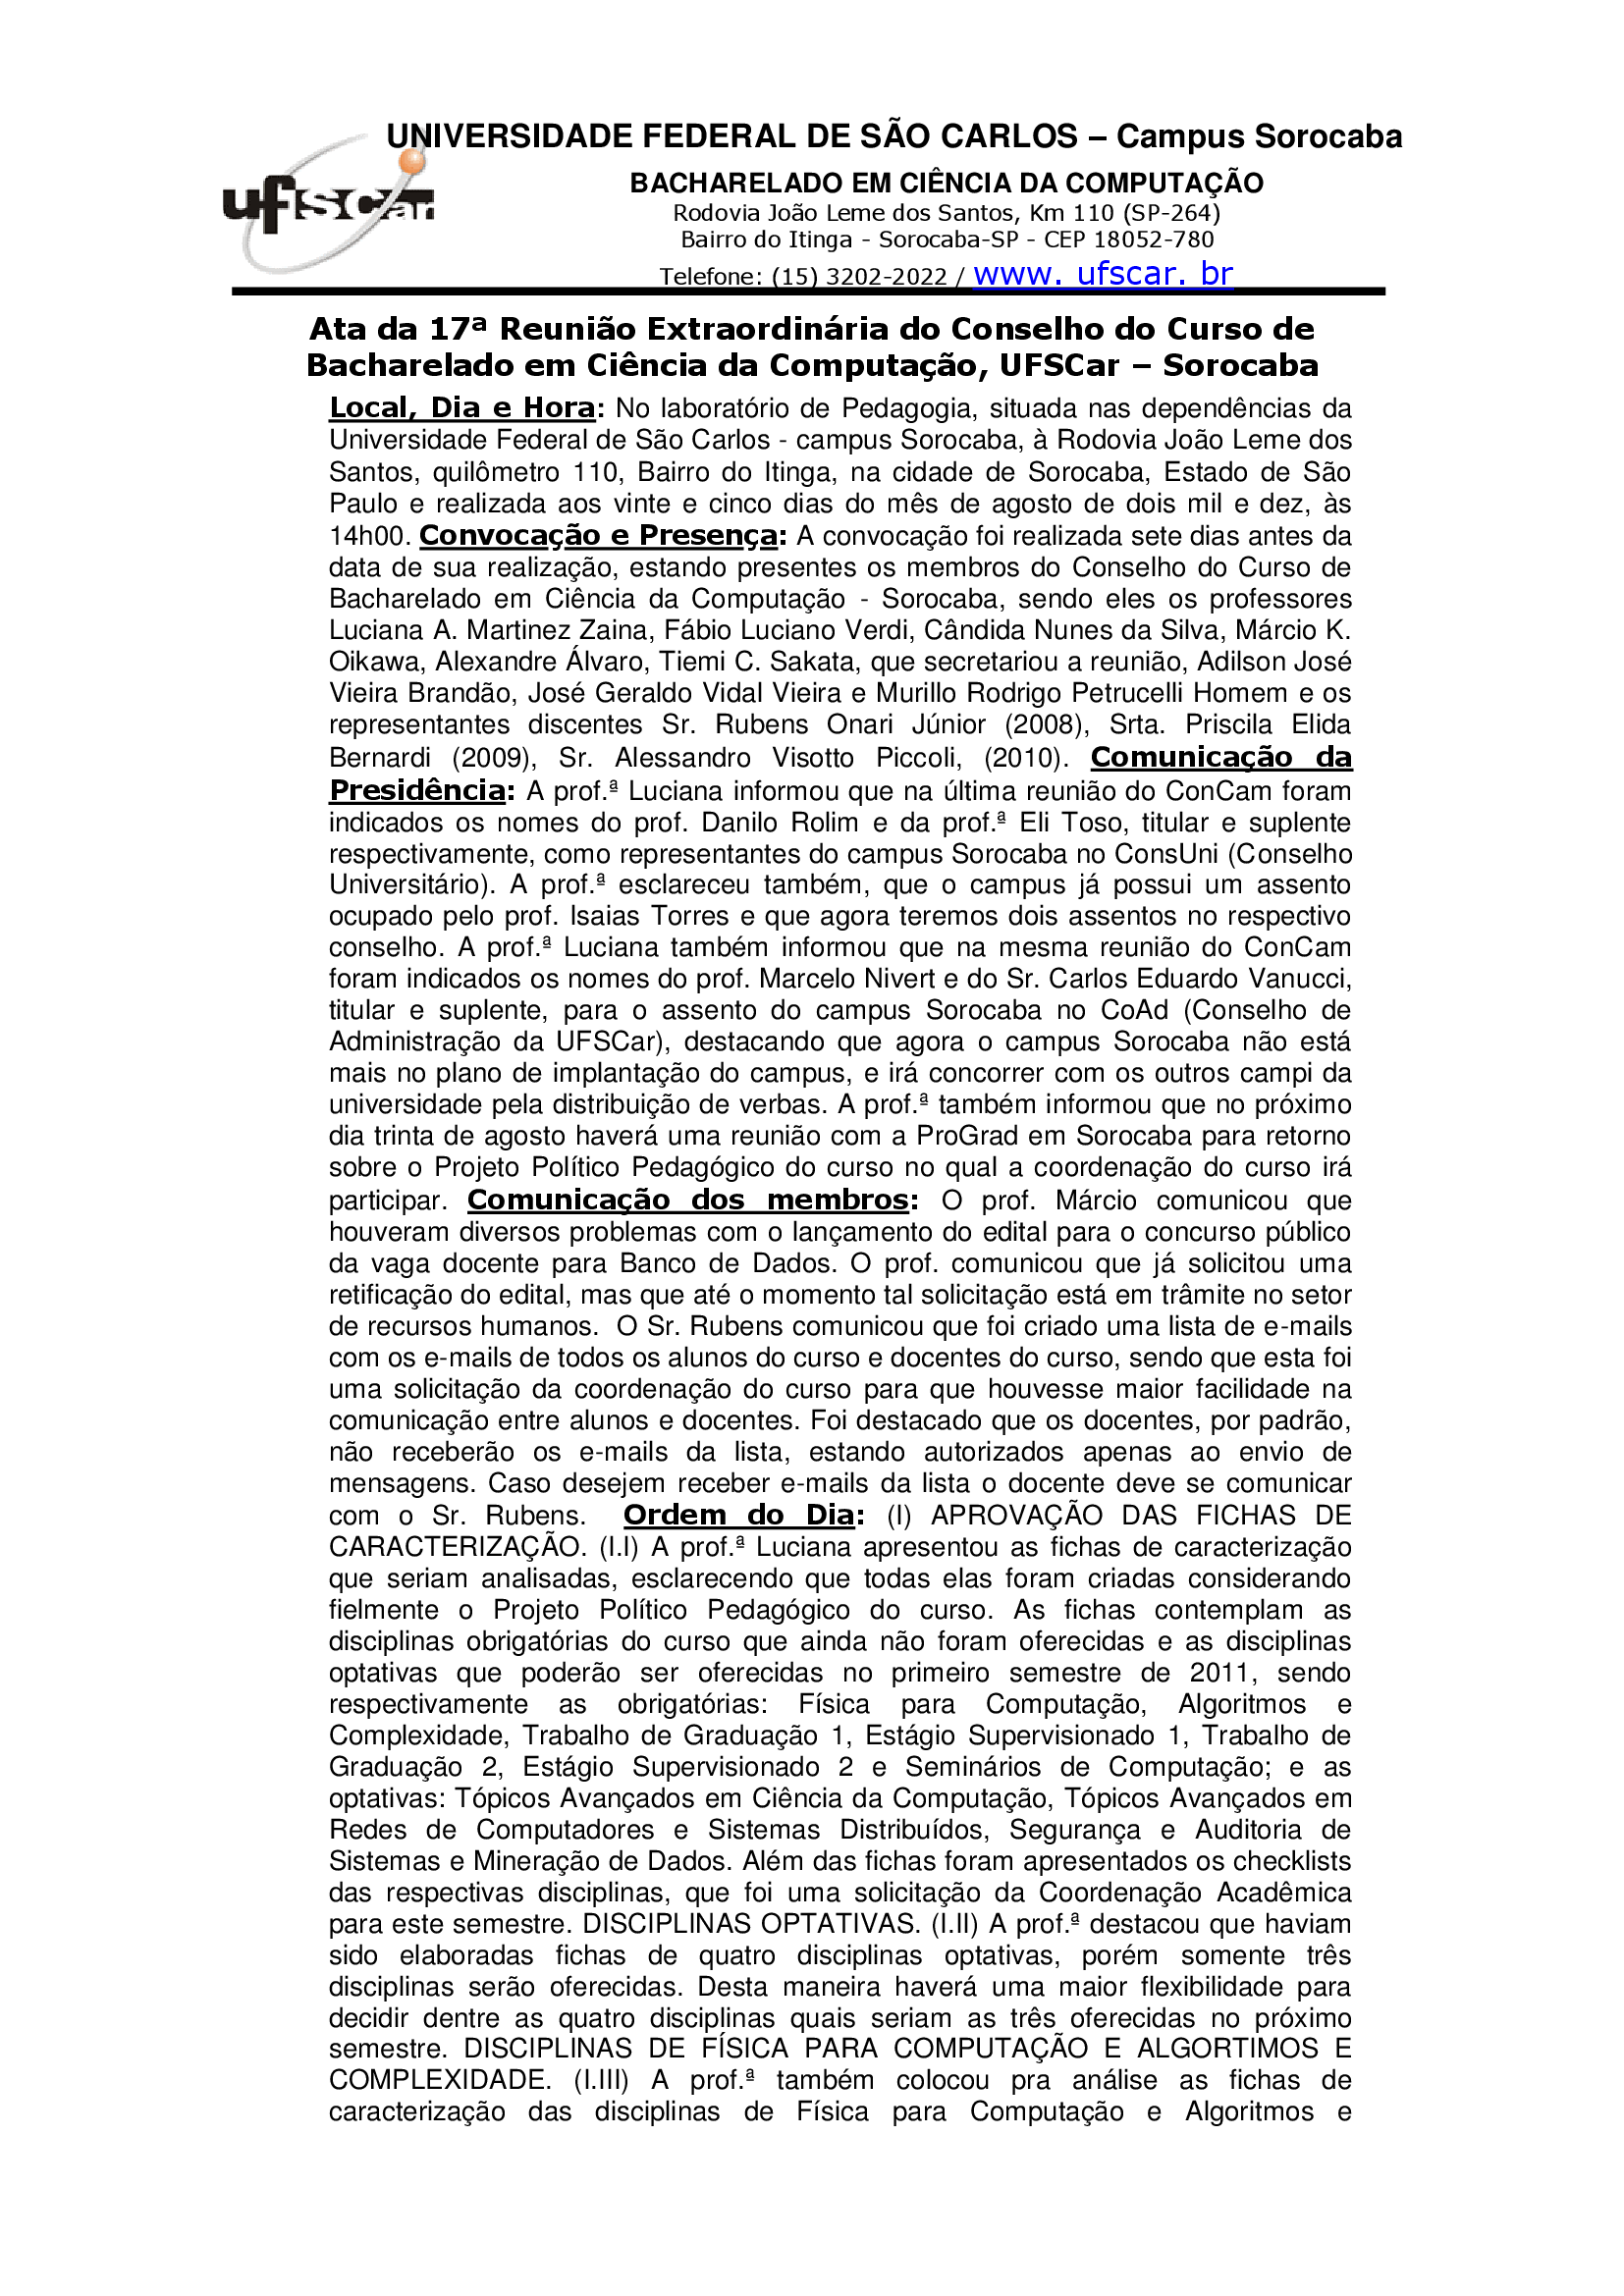 UNIVERSIDADE FEDERAL DE SÃO CARLOS – Campus Sorocaba
ufscar
BACHARELADO EM CIÊNCIA DA COMPUTAÇÃO
Rodovia João Leme dos Santos, Km 110 (SP-264)
Bairro do Itinga - Sorocaba-SP - CEP 18052-780
Telefone: (15) 3202-2022 / www. ufscar. br
Ata da 17ª Reunião Extraordinária do Conselho do Curso de
Bacharelado em Ciência da Computação, UFSCar – Sorocaba
Local, Dia e Hora: No laboratório de Pedagogia, situada nas dependências da
Universidade Federal de São Carlos - campus Sorocaba, à Rodovia João Leme dos
Santos, quilômetro 110, Bairro do Itinga, na cidade de Sorocaba, Estado de São
Paulo e realizada aos vinte e cinco dias do mês de agosto de dois mil e dez, às
14h00. Convocação e Presença: A convocação foi realizada sete dias antes da
data de sua realização, estando presentes os membros do Conselho do Curso de
Bacharelado em Ciência da Computação - Sorocaba, sendo eles os professores
Luciana A. Martinez Zaina, Fábio Luciano Verdi, Cândida Nunes da Silva, Márcio K.
Oikawa, Alexandre Álvaro, Tiemi C. Sakata, que secretariou a reunião, Adilson José
Vieira Brandão, José Geraldo Vidal Vieira e Murillo Rodrigo Petrucelli Homem e os
representantes discentes Sr. Rubens Onari Júnior (2008), Srta. Priscila Elida
Bernardi (2009), Sr. Alessandro Visotto Piccoli, (2010). Comunicação da
Presidência: A prof.ª Luciana informou que na última reunião do ConCam foram
indicados os nomes do prof. Danilo Rolim e da prof.ª Eli Toso, titular e suplente
respectivamente, como representantes do campus Sorocaba no ConsUni (Conselho
Universitário). A prof.ª esclareceu também, que o campus já possui um assento
ocupado pelo prof. Isaias Torres e que agora teremos dois assentos no respectivo
conselho. A prof.ª Luciana também informou que na mesma reunião do ConCam
foram indicados os nomes do prof. Marcelo Nivert e do Sr. Carlos Eduardo Vanucci,
titular e suplente, para o assento do campus Sorocaba no CoAd (Conselho de
Administração da UFSCar), destacando que agora o campus Sorocaba não está
mais no plano de implantação do campus, e irá concorrer com os outros campi da
universidade pela distribuição de verbas. A prof.ª também informou que no próximo
dia trinta de agosto haverá uma reunião com a ProGrad em Sorocaba para retorno
sobre o Projeto Político Pedagógico do curso no qual a coordenação do curso irá
participar. Comunicação dos membros: O prof. Márcio comunicou que
houveram diversos problemas com o lançamento do edital para o concurso público
da vaga docente para Banco de Dados. O prof. comunicou que já solicitou uma
retificação do edital, mas que até o momento tal solicitação está em trâmite no setor
de recursos humanos.  O Sr. Rubens comunicou que foi criado uma lista de e-mails
com os e-mails de todos os alunos do curso e docentes do curso, sendo que esta foi
uma solicitação da coordenação do curso para que houvesse maior facilidade na
comunicação entre alunos e docentes. Foi destacado que os docentes, por padrão,
não receberão os e-mails da lista, estando autorizados apenas ao envio de
mensagens. Caso desejem receber e-mails da lista o docente deve se comunicar
com o Sr. Rubens.  Ordem do Dia: (I) APROVAÇÃO DAS FICHAS DE
CARACTERIZAÇÃO. (I.I) A prof.ª Luciana apresentou as fichas de caracterização
que seriam analisadas, esclarecendo que todas elas foram criadas considerando
fielmente o Projeto Político Pedagógico do curso. As fichas contemplam as
disciplinas obrigatórias do curso que ainda não foram oferecidas e as disciplinas
optativas que poderão ser oferecidas no primeiro semestre de 2011, sendo
respectivamente as obrigatórias: Física para Computação, Algoritmos e
Complexidade, Trabalho de Graduação 1, Estágio Supervisionado 1, Trabalho de
Graduação 2, Estágio Supervisionado 2 e Seminários de Computação; e as
optativas: Tópicos Avançados em Ciência da Computação, Tópicos Avançados em
Redes de Computadores e Sistemas Distribuídos, Segurança e Auditoria de
Sistemas e Mineração de Dados. Além das fichas foram apresentados os checklists
das respectivas disciplinas, que foi uma solicitação da Coordenação Acadêmica
para este semestre. DISCIPLINAS OPTATIVAS. (I.II) A prof.ª destacou que haviam
sido elaboradas fichas de quatro disciplinas optativas, porém somente três
disciplinas serão oferecidas. Desta maneira haverá uma maior flexibilidade para
decidir dentre as quatro disciplinas quais seriam as três oferecidas no próximo
semestre. DISCIPLINAS DE FÍSICA PARA COMPUTAÇÃO E ALGORTIMOS E
COMPLEXIDADE. (I.III) A prof.ª também colocou pra análise as fichas de
caracterização das disciplinas de Física para Computação e Algoritmos e